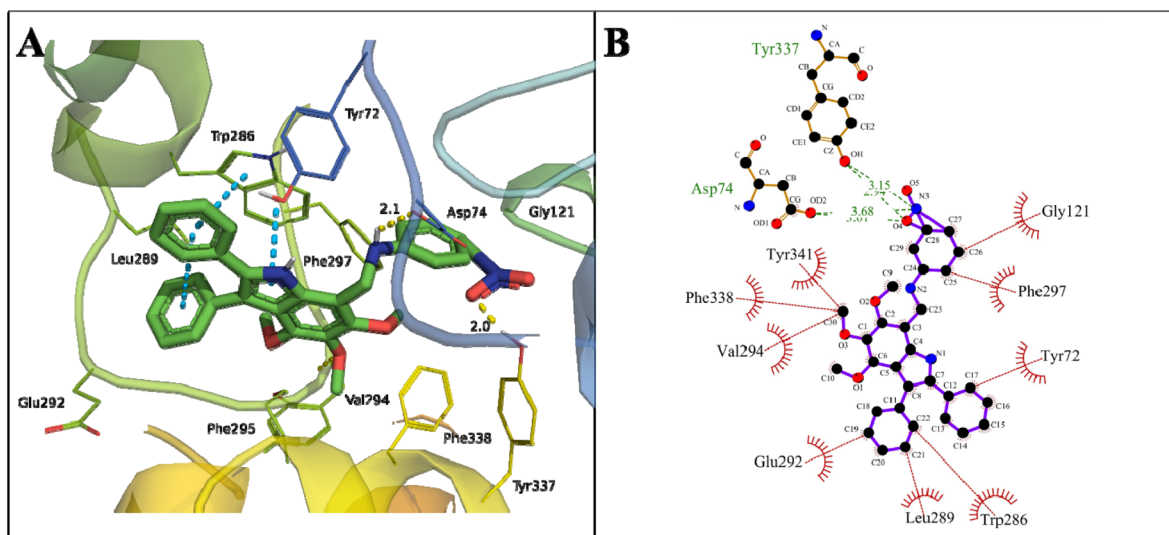 A
Tyr72
Trp286
2.1
Asp74
Gly121
Leu289
Phe297
2.0
Glu292
Val294
Phe295
Phe338
Tyr337
B
Tyr337
N
CA
C
O
CB
CG
CD1
CD2
CE1
CE2
CZ
OH
Asp74
O
C
CA
CB
N
CG
OD1
OD2
3.15
3.68
O5
N3
O4
C27
C28
C29
C26
C24
C25
Gly121
Phe297
Tyr341
Phe338
Val294
C9
N2
O2
C23
C30
C2
C3
O3
C1
C4
C6
N1
C10
C5
C7
O1
C8
Tyr72
C17
C12
C16
C11
C18
C22
C13
C15
C14
C19
C20
C21
Glu292
Leu289
Trp286